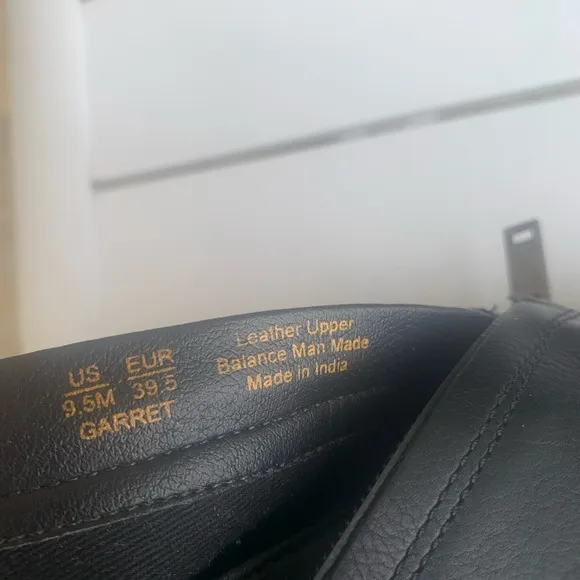 US EUR
9.5M 39.5
GARRET
Leather Upper
Balance Man Made
Made in India